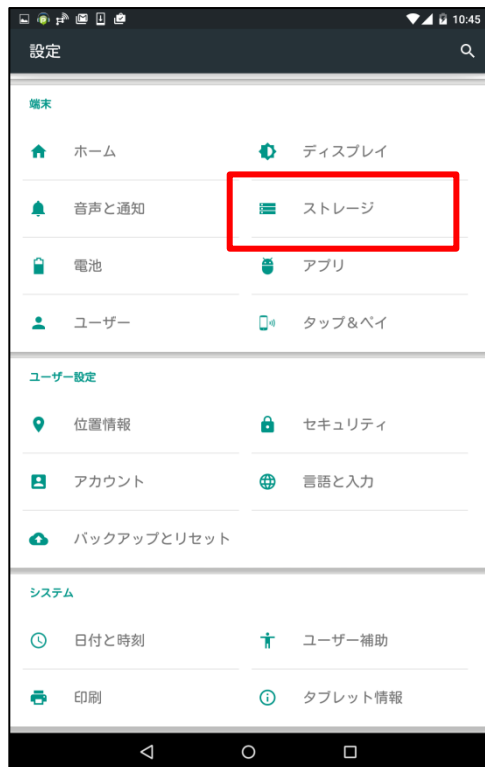 10:45
設定
端末
ホーム
ディスプレイ
音声と通知
ストレージ
電池
アプリ
ユーザー
タップ&ペイ
ユーザー設定
位置情報
セキュリティ
アカウント
言語と入力
バックアップとリセット
システム
日付と時刻
ユーザー補助
印刷
タブレット情報